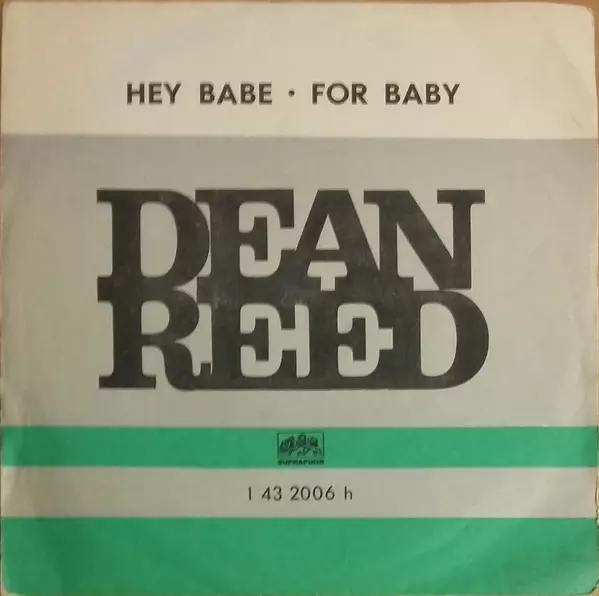 HEY BABE · FOR BABY
DEAN
REED
SUPRAPHON
1 43 2006 h